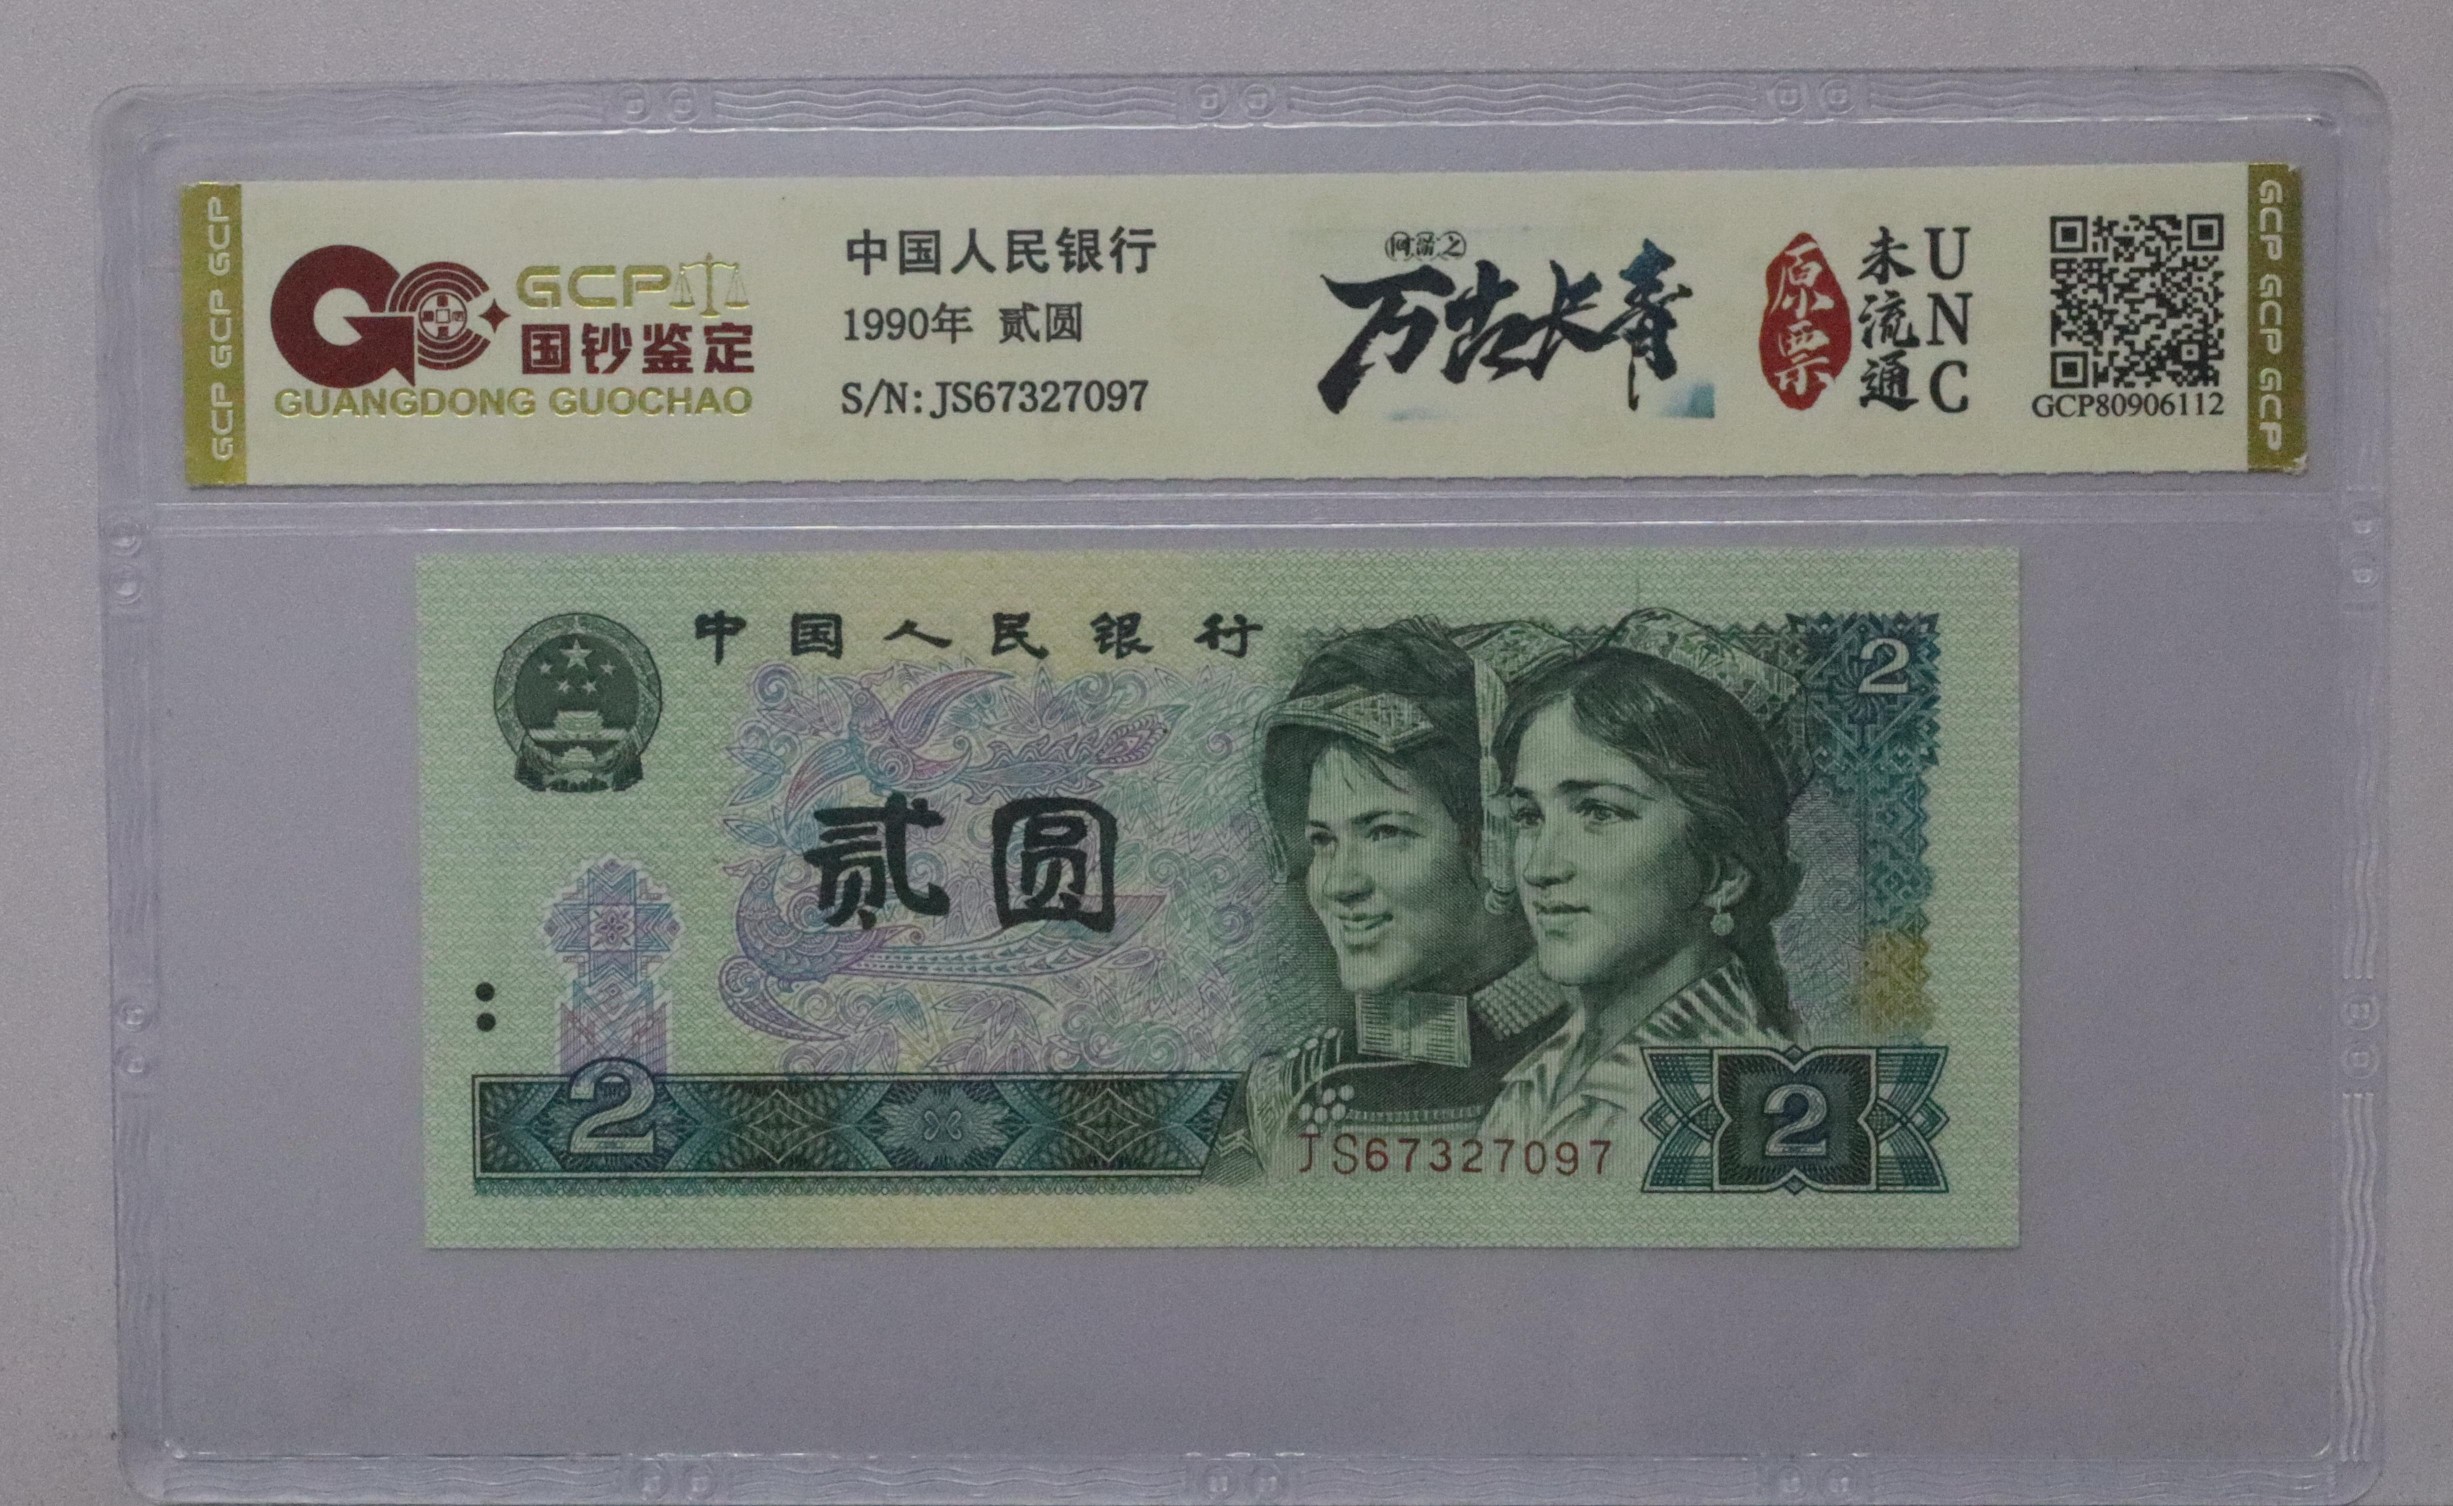 GCP GCP GCP
GCP
国钞鉴定
GUANGDONG GUOCHAO
中国人民银行
1990年 贰圆
S/N: JS67327097
万古长青
原票
未流通
UNC
GCP80906112
GCP GCP GCP
中国人民银行
2
贰圆
2
JS67327097
2